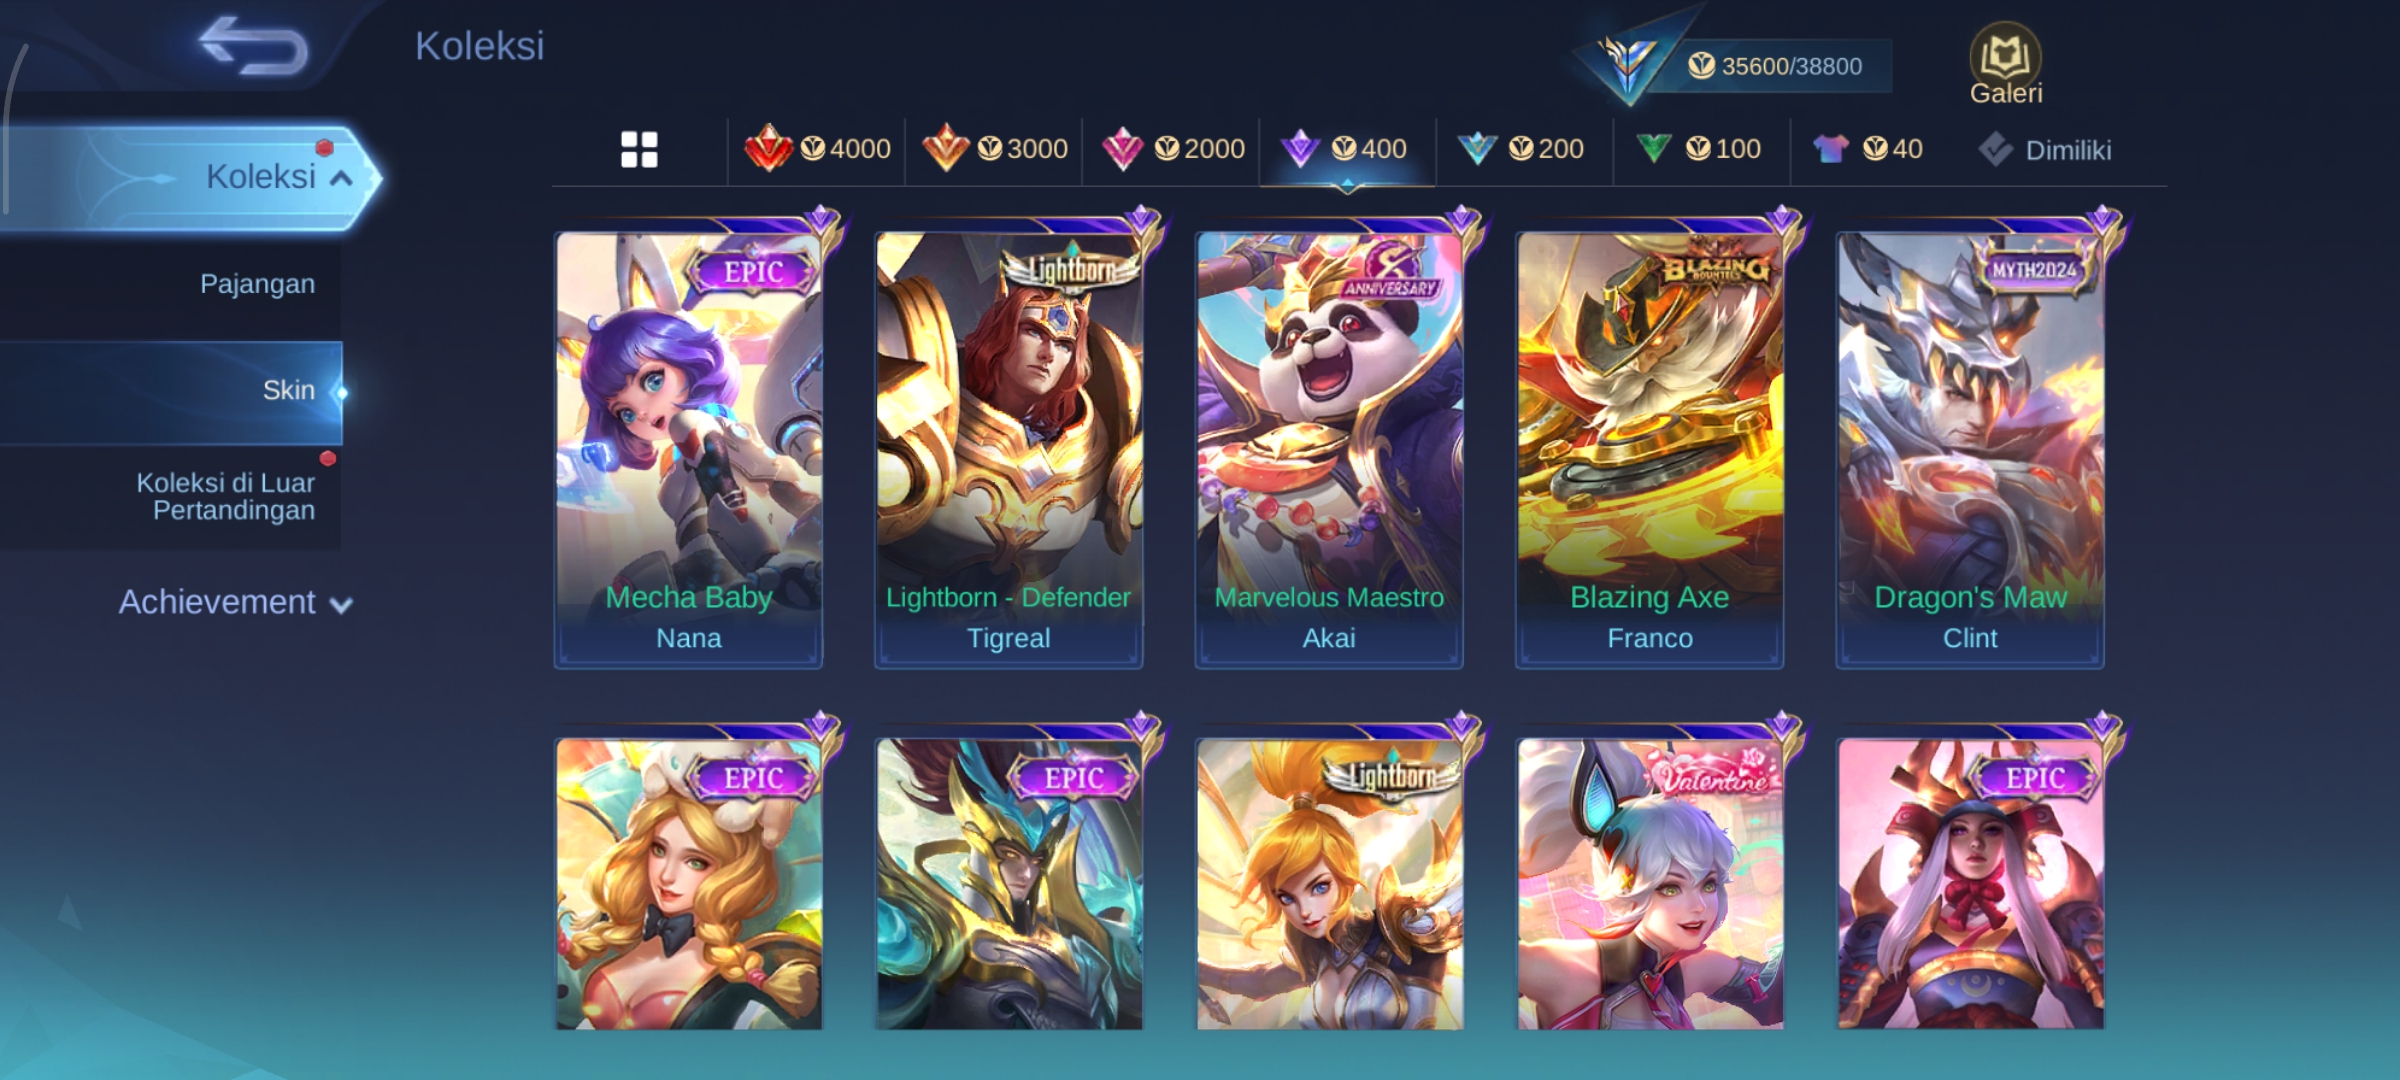 Koleksi
35600/38800
Galeri
4000
3000
2000
400
200
100
40
Dimiliki
Koleksi
Pajangan
Skin
Koleksi di Luar
Pertandingan
Achievement
EPIC
Mecha Baby
Nana
Lightborn
Lightborn - Defender
Tigreal
8
ANNIVERSARY
Marvelous Maestro
Akai
BLAZING
BOUNTIES
Blazing Axe
Franco
MYTH2024
Dragon's Maw
Clint
EPIC
EPIC
Lightborn
Valentine
EPIC